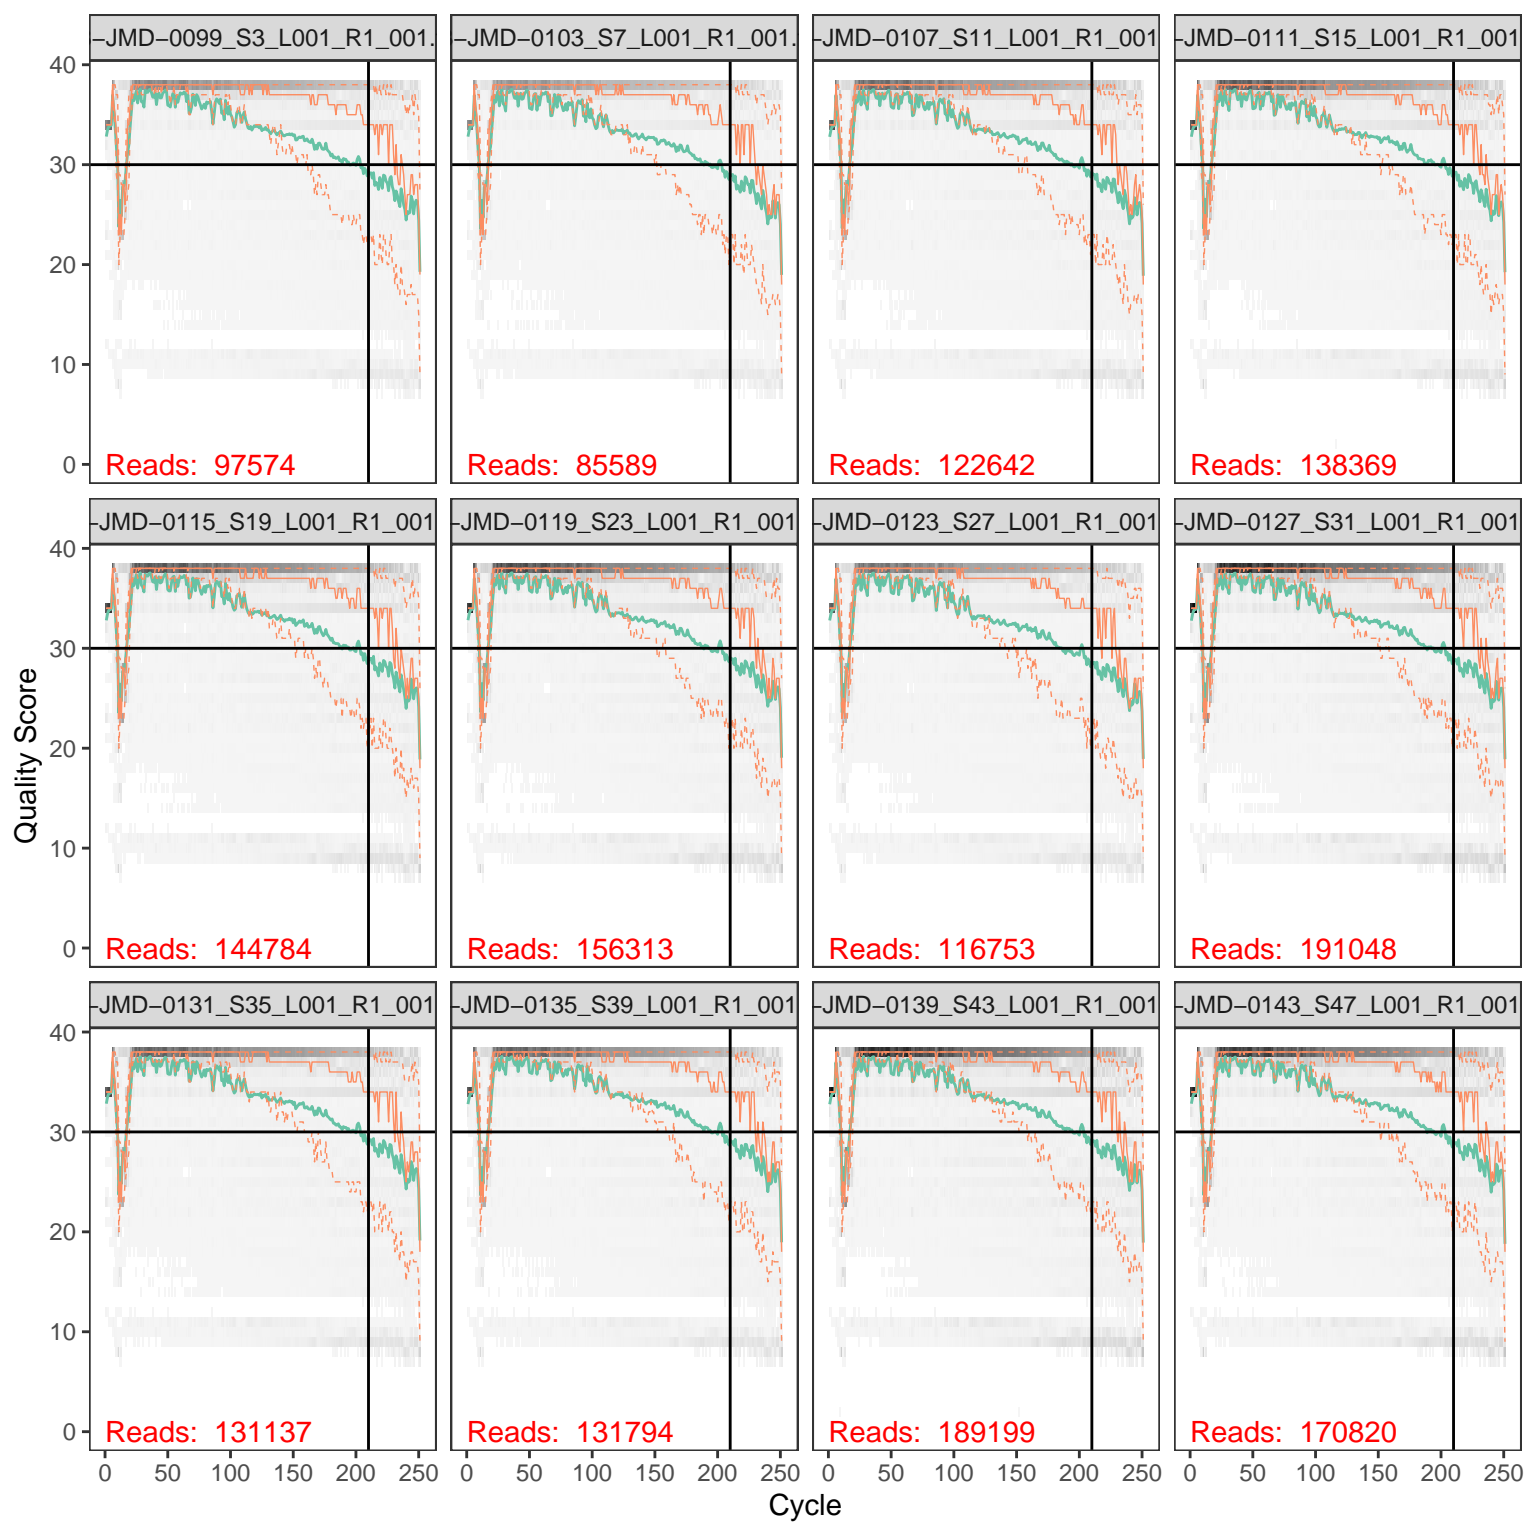 -JMD-0099_S3_L001_R1_001.
-JMD-0103_S7_L001_R1_001.
-JMD-0107_S11_L001_R1_001
-JMD-0111_S15_L001_R1_001
40
30
20
10
0
Reads: 97574
Reads: 85589
Reads: 122642
Reads: 138369
-JMD-0115_S19_L001_R1_001
-JMD-0119_S23_L001_R1_001
-JMD-0123_S27_L001_R1_001
-JMD-0127_S31_L001_R1_001
Quality Score
40
30
20
10
0
Reads: 144784
Reads: 156313
Reads: 116753
Reads: 191048
-JMD-0131_S35_L001_R1_001
-JMD-0135_S39_L001_R1_001
-JMD-0139_S43_L001_R1_001
-JMD-0143_S47_L001_R1_001
40
30
20
10
0
Reads: 131137
Reads: 131794
Reads: 189199
Reads: 170820
0 50 100 150 200 250
0 50 100 150 200 250
0 50 100 150 200 250
0 50 100 150 200 250
Cycle